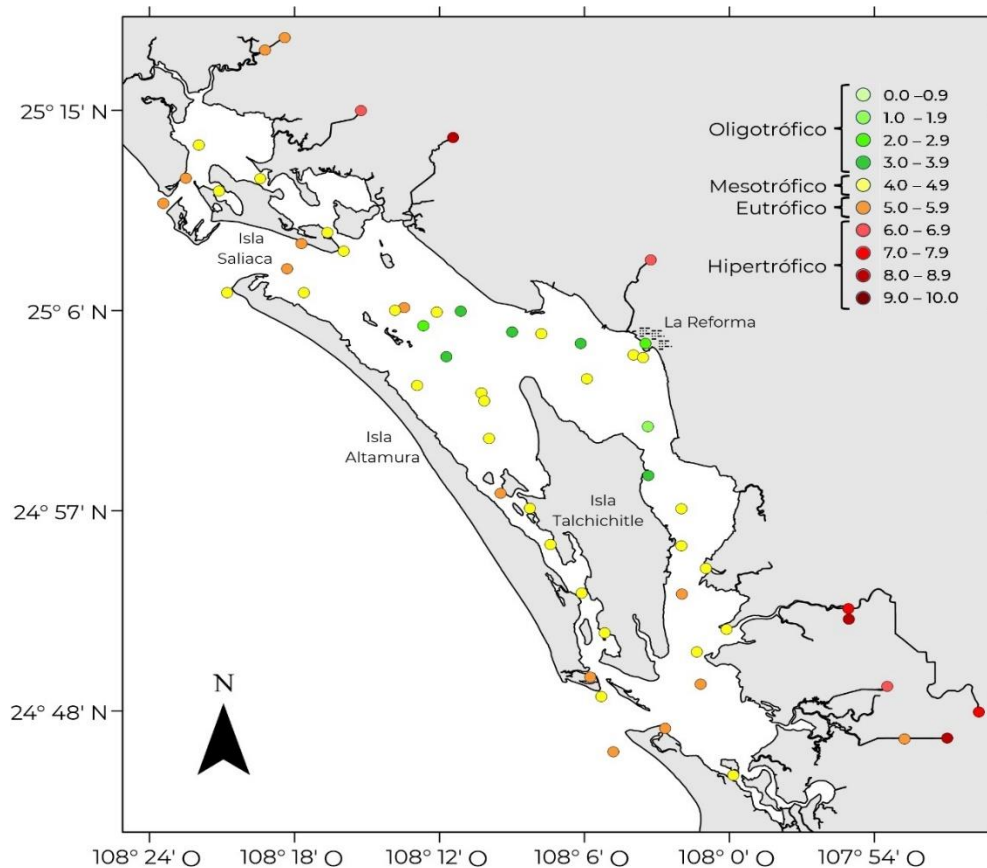 25° 15' N
25° 6' N
24° 57' N
24° 48' N
108° 24' O
108° 18' O
108° 12' O
108° 6' O
108° 0' O
107° 54' O
Isla
Saliaca
Isla
Altamura
Isla
Talchichitle
La Reforma
N
Oligotrófico
0.0 – 0.9
1.0 – 1.9
2.0 – 2.9
3.0 – 3.9
Mesotrófico
4.0 – 4.9
Eutrófico
5.0 – 5.9
Hipertrófico
6.0 – 6.9
7.0 – 7.9
8.0 – 8.9
9.0 – 10.0